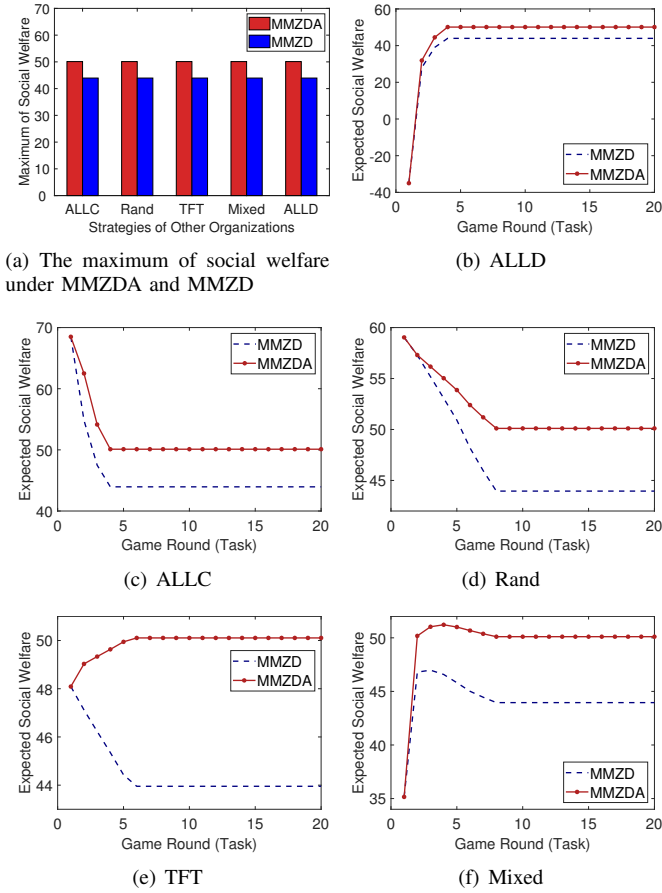 Maximum of Social Welfare
70
60
50
40
30
20
10
0
MMZDA
MMZD
ALLC Rand TFT Mixed ALLD
Strategies of Other Organizations
(a) The maximum of social welfare
under MMZDA and MMZD
Expected Social Welfare
60
40
20
0
-20
-40
MMZD
MMZDA
0 5 10 15 20
Game Round (Task)
(b) ALLD
Expected Social Welfare
70
60
50
40
MMZD
MMZDA
0 5 10 15 20
Game Round (Task)
(c) ALLC
Expected Social Welfare
60
55
50
45
MMZD
MMZDA
0 5 10 15 20
Game Round (Task)
(d) Rand
Expected Social Welfare
50
48
46
44
MMZD
MMZDA
0 5 10 15 20
Game Round (Task)
(e) TFT
Expected Social Welfare
50
45
40
35
MMZD
MMZDA
0 5 10 15 20
Game Round (Task)
(f) Mixed